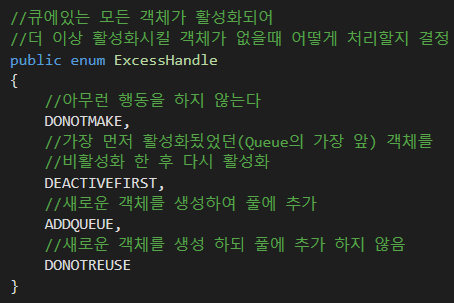 //큐에있는 모든 객체가 활성화되어
//더 이상 활성화시킬 객체가 없을때 어떻게 처리할지 결정
public enum ExcessHandle
{
//아무런 행동을 하지 않는다
DONOTMAKE,
//가장 먼저 활성화됬었던(Queue의 가장 앞) 객체를
//비활성화 한 후 다시 활성화
DEACTIVEFIRST,
//새로운 객체를 생성하여 풀에 추가
ADDQUEUE,
//새로운 객체를 생성 하되 풀에 추가 하지 않음
DONOTREUSE
}